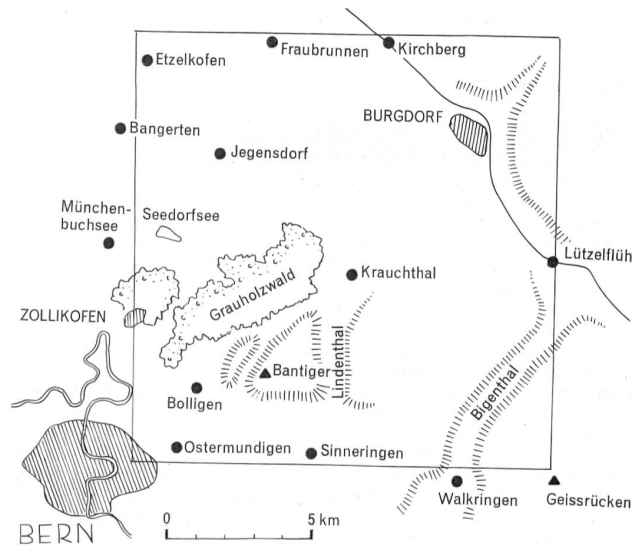 Fraubrunnen
Kirchberg
Etzelkofen
BURGDORF
Bangerten
Jegensdorf
München-
buchsee
Seedorfsee
Lützelflüh
Krauchthal
Grauholzwald
ZOLLIKOFEN
Bantiger
Lindenthal
Bigenthal
Bolligen
Ostermundigen
Sinneringen
Walkringen
Geissrücken
BERN
0
5 km